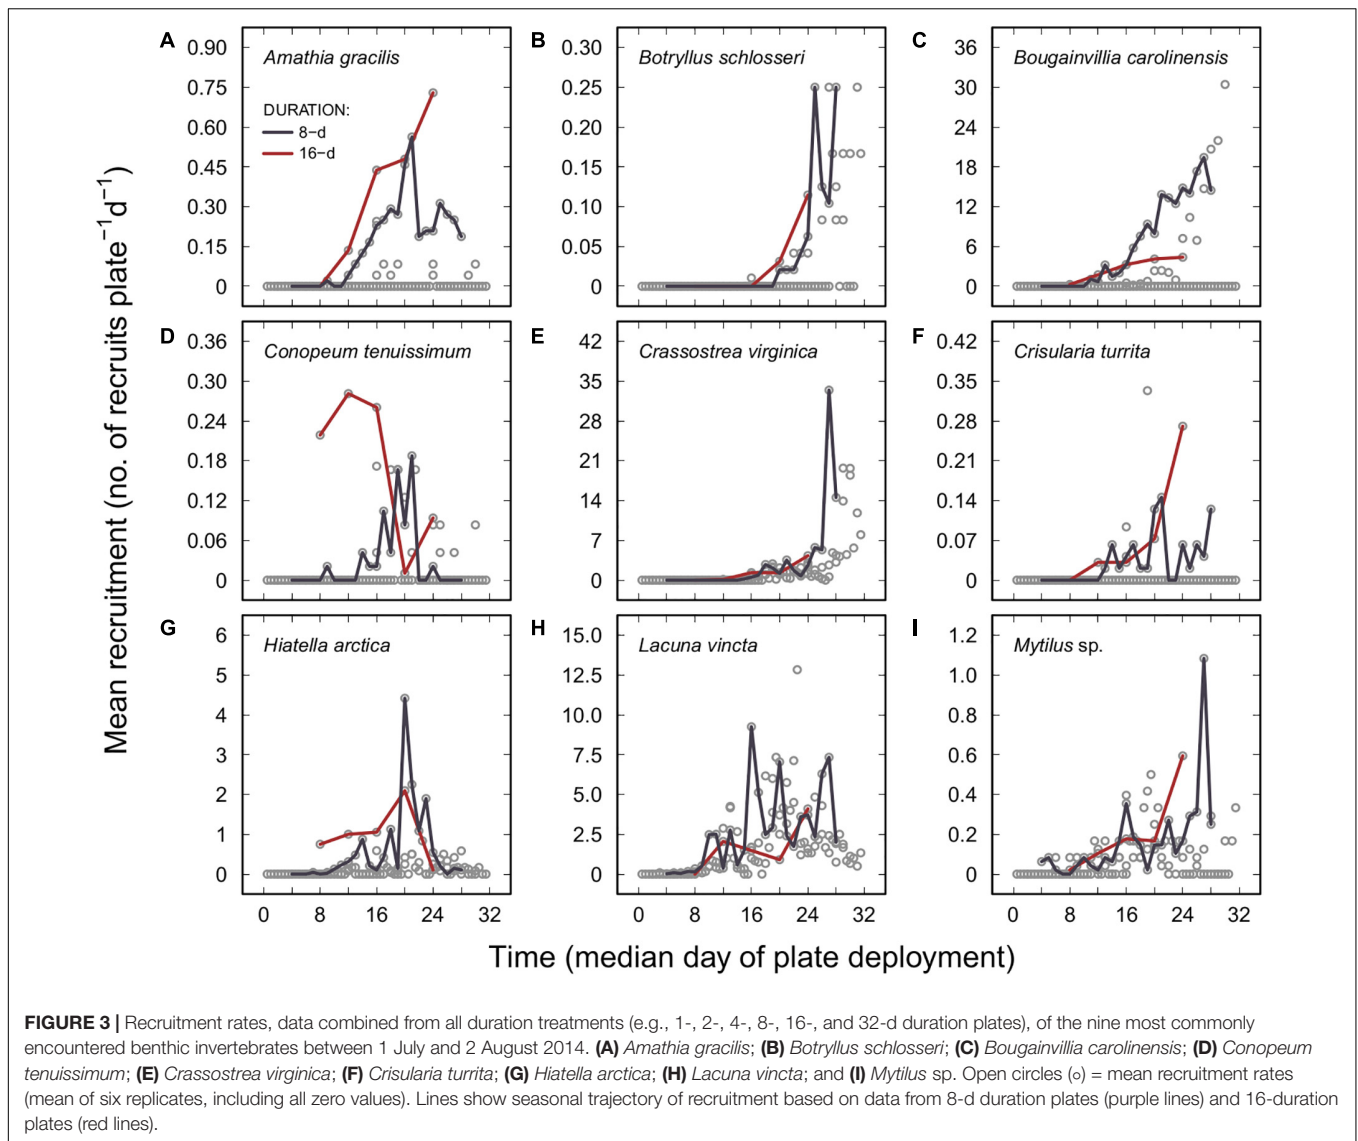 A
Amathia gracilis
DURATION:
8-d
16-d
0.90
0.75
0.60
0.45
0.30
0.15
0
B
Botryllus schlosseri
0.30
0.25
0.20
0.15
0.10
0.05
0
C
Bougainvillia carolinensis
36
30
24
18
12
6
0
D
Conopeum tenuissimum
0.36
0.30
0.24
0.18
0.12
0.06
0
E
Crassostrea virginica
42
35
28
21
14
7
0
F
Crisularia turrita
0.42
0.35
0.28
0.21
0.14
0.07
0
G
Hiatella arctica
6
5
4
3
2
1
0
0 8 16 24 32
H
Lacuna vincta
15.0
12.5
10.0
7.5
5.0
2.5
0
0 8 16 24 32
I
Mytilus sp.
1.2
1.0
0.8
0.6
0.4
0.2
0
0 8 16 24 32
Mean recruitment (no. of recruits plate⁻¹d⁻¹)
Time (median day of plate deployment)
FIGURE 3 | Recruitment rates, data combined from all duration treatments (e.g., 1-, 2-, 4-, 8-, 16-, and 32-d duration plates), of the nine most commonly
encountered benthic invertebrates between 1 July and 2 August 2014. (A) Amathia gracilis; (B) Botryllus schlosseri; (C) Bougainvillia carolinensis; (D) Conopeum
tenuissimum; (E) Crassostrea virginica; (F) Crisularia turrita; (G) Hiatella arctica; (H) Lacuna vincta; and (I) Mytilus sp. Open circles (○) = mean recruitment rates
(mean of six replicates, including all zero values). Lines show seasonal trajectory of recruitment based on data from 8-d duration plates (purple lines) and 16-duration
plates (red lines).